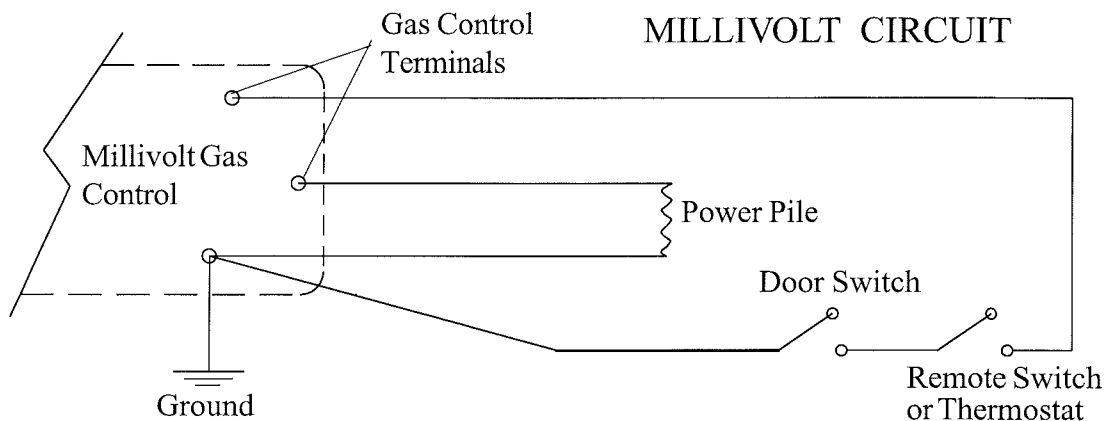 Gas Control
Terminals
MILLIVOLT CIRCUIT
Millivolt Gas
Control
Power Pile
Door Switch
Ground
Remote Switch
or Thermostat